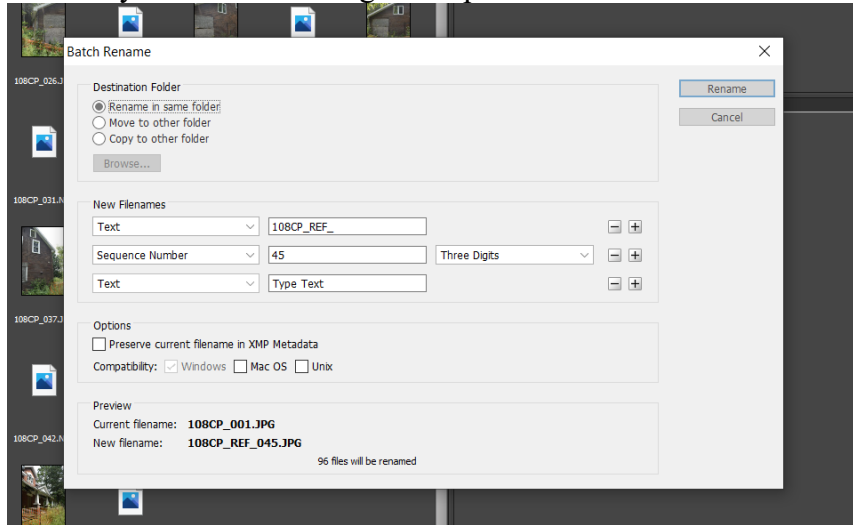 Batch Rename
108CP_026.J
Destination Folder
Rename in same folder
Move to other folder
Copy to other folder
Browse...
Rename
Cancel
108CP_031.N
New Filenames
Text 108CP_REF_
Sequence Number 45 Three Digits
Text Type Text
108CP_037.J
Options
Preserve current filename in XMP Metadata
Compatibility: Windows Mac OS Unix
Preview
Current filename: 108CP_001.JPG
108CP_042.N
New filename: 108CP_REF_045.JPG
96 files will be renamed